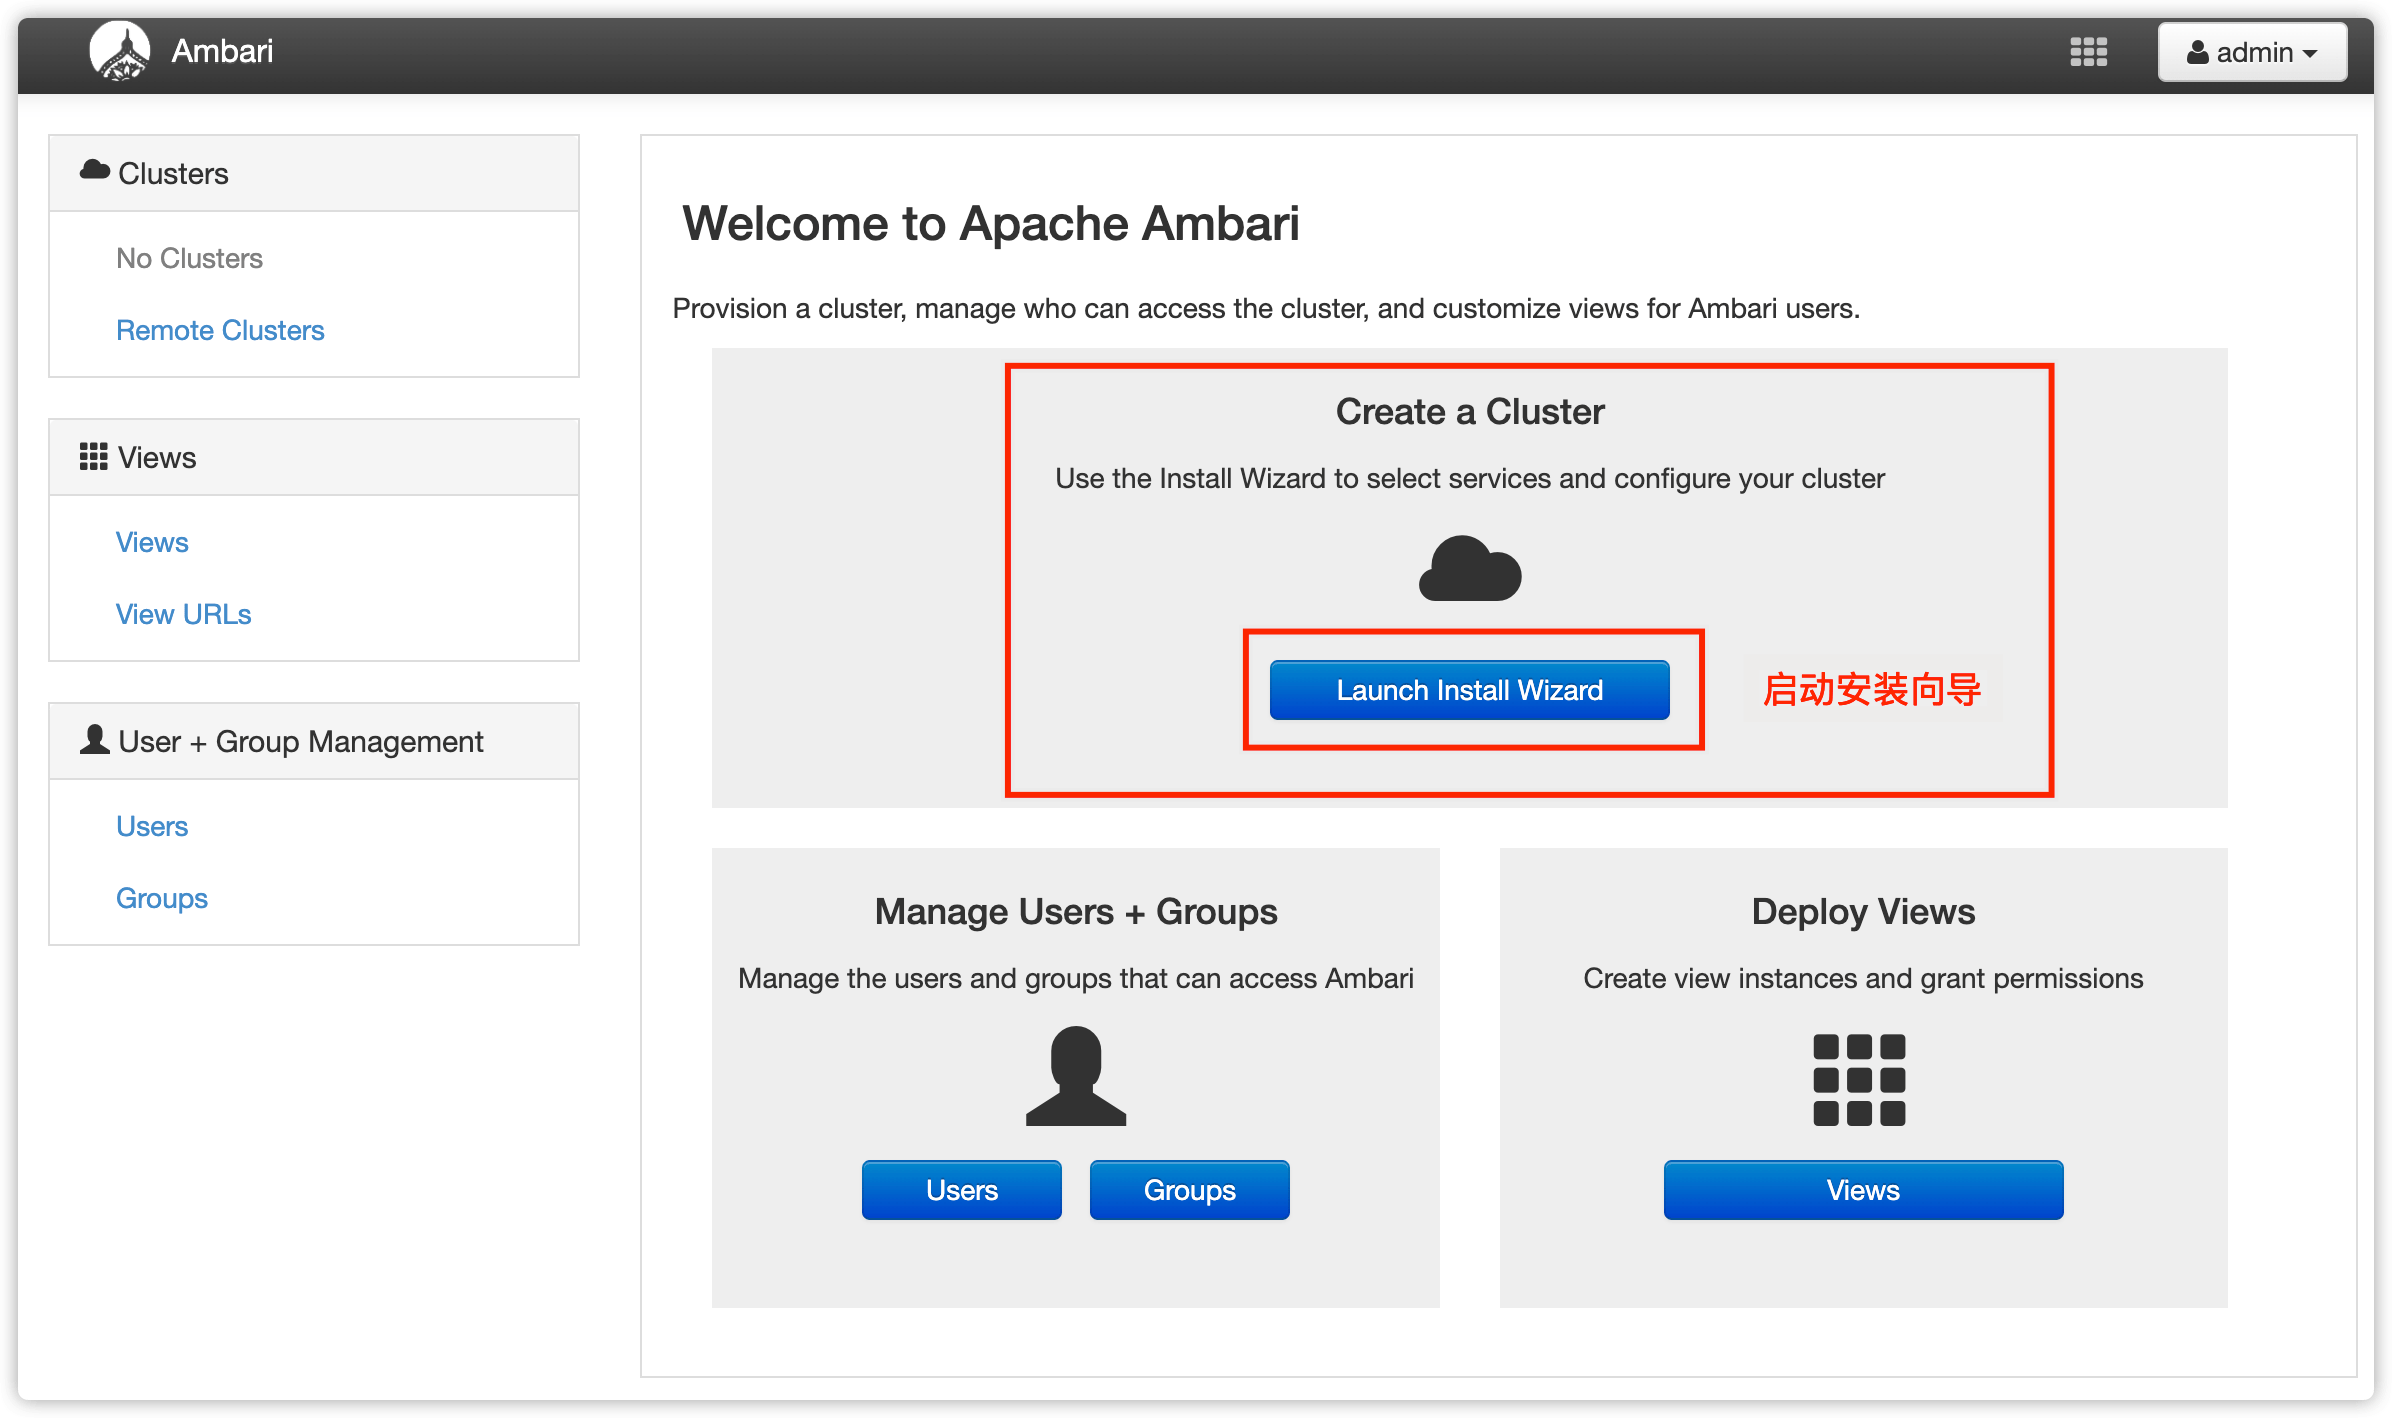 Ambari
admin
Clusters
No Clusters
Remote Clusters
Views
Views
View URLs
User + Group Management
Users
Groups
Welcome to Apache Ambari
Provision a cluster, manage who can access the cluster, and customize views for Ambari users.
Create a Cluster
Use the Install Wizard to select services and configure your cluster
Launch Install Wizard
启动安装向导
Manage Users + Groups
Manage the users and groups that can access Ambari
Users
Groups
Deploy Views
Create view instances and grant permissions
Views